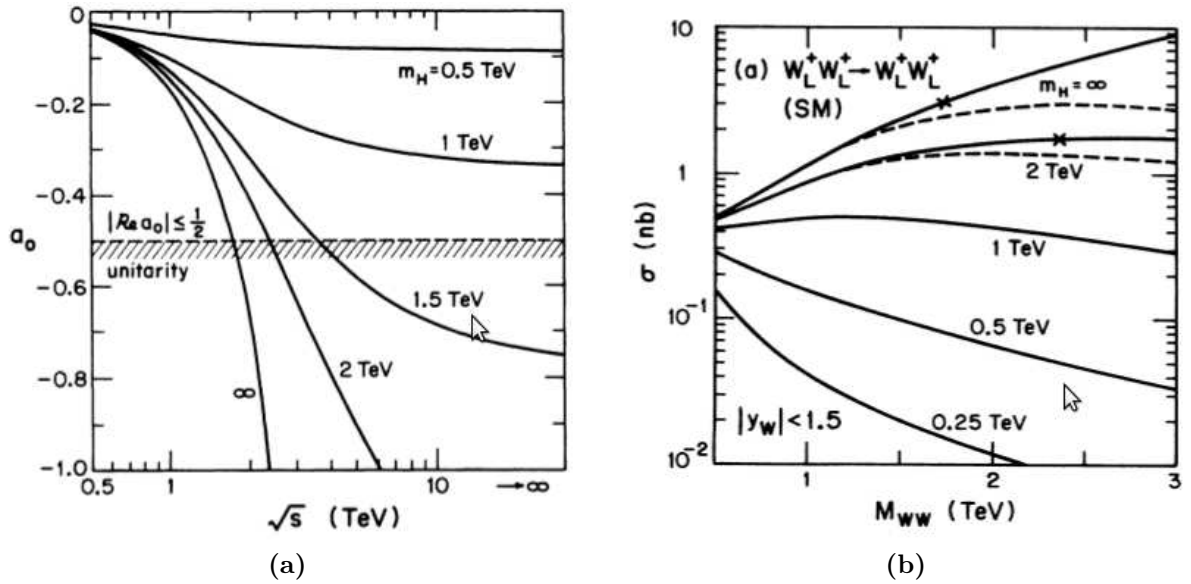 0
-0.2
-0.4
-0.6
-0.8
-1.0
a₀
m_H = 0.5 TeV
1 TeV
|Re a₀| ≤ 1/2
unitarity
1.5 TeV
2 TeV
∞
0.5
1
10
→∞
√s (TeV)
(a)
10
1
10⁻¹
10⁻²
σ (nb)
(a) W_L⁺ W_L⁺ → W_L⁺ W_L⁺
(SM)
m_H = ∞
2 TeV
1 TeV
0.5 TeV
0.25 TeV
|y_W| < 1.5
1
2
3
M_WW (TeV)
(b)